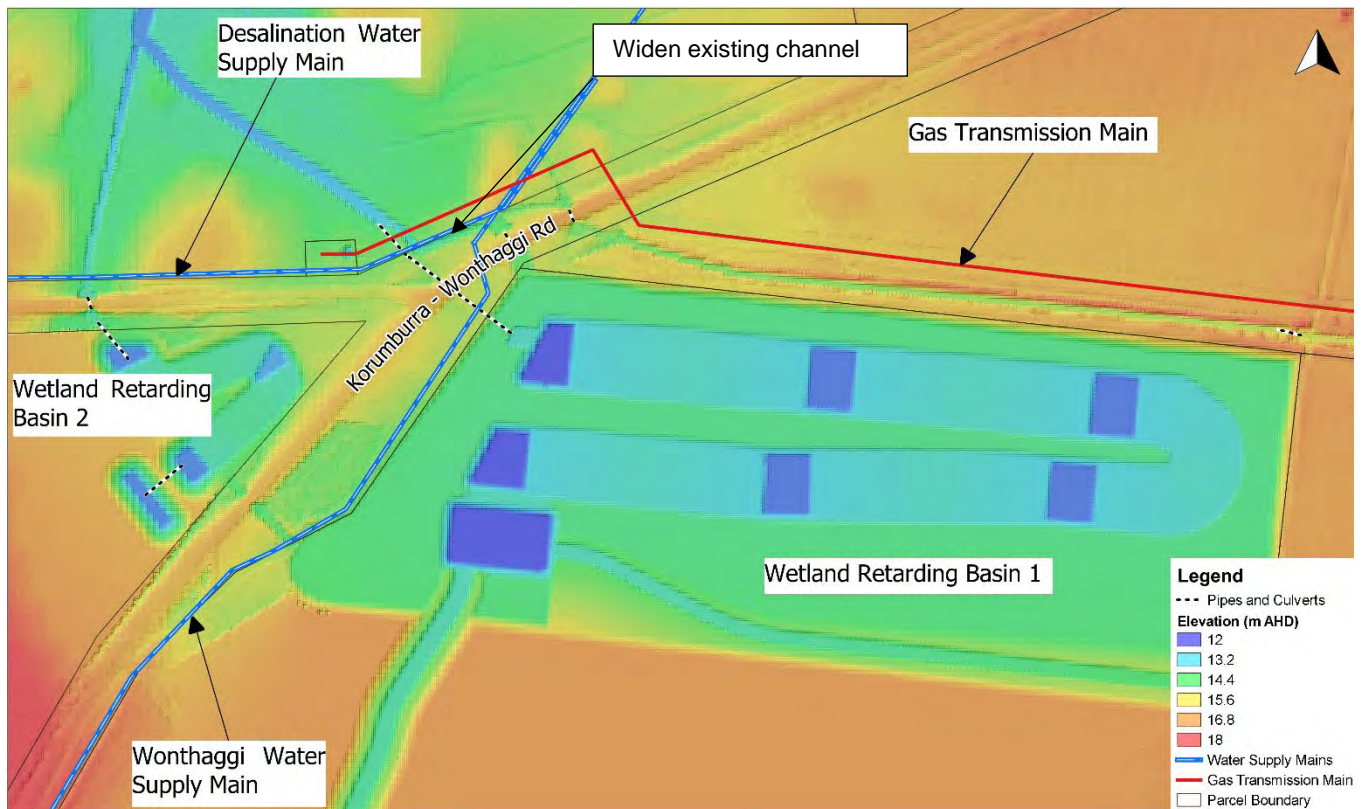 Desalination Water
Supply Main
Widen existing channel
Gas Transmission Main
Korumburra - Wonthaggi Rd
Wetland Retarding
Basin 2
Wetland Retarding Basin 1
Wonthaggi Water
Supply Main
Legend
Pipes and Culverts
Elevation (m AHD)
12
13.2
14.4
15.6
16.8
18
Water Supply Mains
Gas Transmission Main
Parcel Boundary